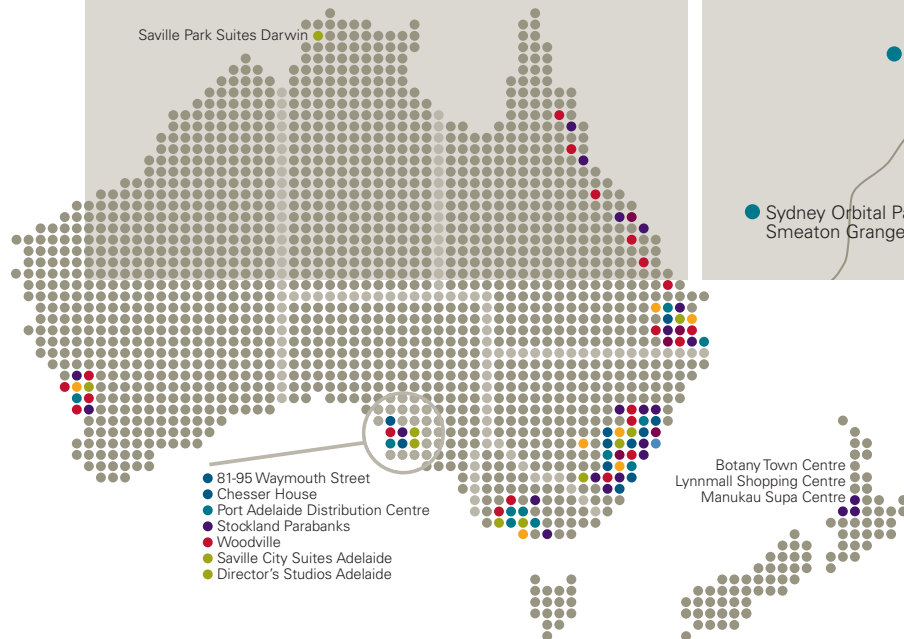 Saville Park Suites Darwin
Sydney Orbital
Smeaton Grange
81-95 Waymouth Street
Chesser House
Port Adelaide Distribution Centre
Stockland Parabanks
Woodville
Saville City Suites Adelaide
Director's Studios Adelaide
Botany Town Centre
Lynnmall Shopping Centre
Manukau Supa Centre